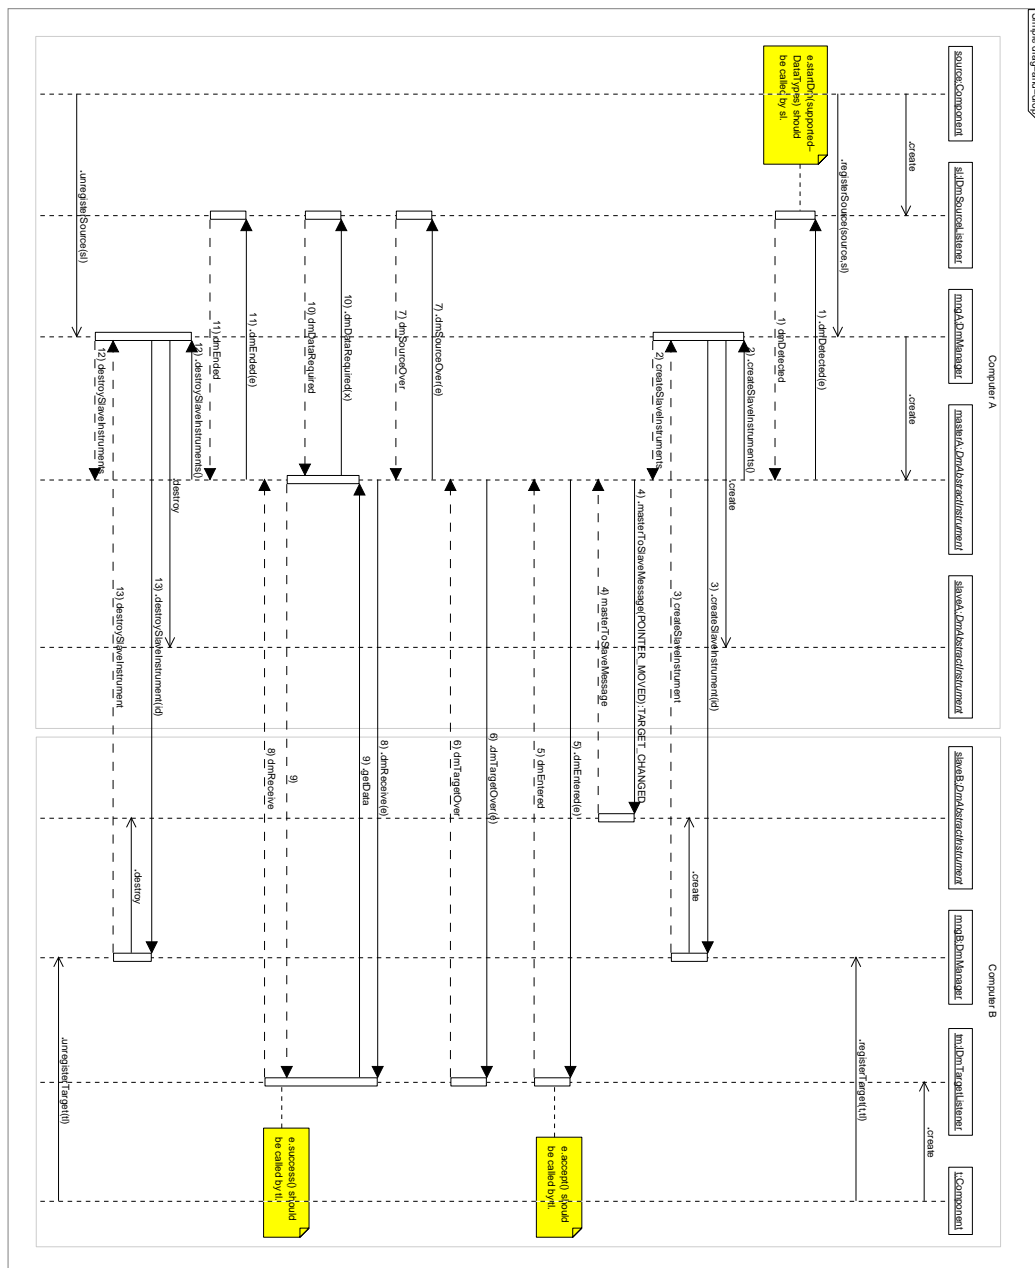 Computer A
Computer B
source:Component
sl:IDmSourceListener
mngA:DmManager
masterA:DmAbstractInstrument
slaveA:DmAbstractInstrument
slaveB:DmAbstractInstrument
mngB:DmManager
tm:IDmTargetListener
t:Component
.create
.create
.create
.registerSource(source,sl)
.registerTarget(t,tl)
1) .dmDetected(e)
e.startDm(supported-
DataTypes) should
be called by sl.
1) dmDetected
2) .createSlaveInstruments()
.create
3) .createSlaveInstrument(id)
.create
3) createSlaveInstrument
2) createSlaveInstruments
4) .masterToSlaveMessage(POINTER_MOVED):TARGET_CHANGED
4) masterToSlaveMessage
5) .dmEntered(e)
e.accept() should
be called by tl.
5) dmEntered
6) .dmTargetOver(e)
6) dmTargetOver
7) .dmSourceOver(e)
7) dmSourceOver
8) .dmReceive(e)
9) .getData
10) .dmDataRequired(x)
10) dmDataRequired
9)
e.success() should
be called by tl.
8) dmReceive
11) .dmEnded(e)
11) dmEnded
12) .destroySlaveInstruments()
.destroy
13) .destroySlaveInstrument(id)
.destroy
13) destroySlaveInstrument
12) destroySlaveInstruments
.unregisterSource(sl)
.unregisterTarget(tl)